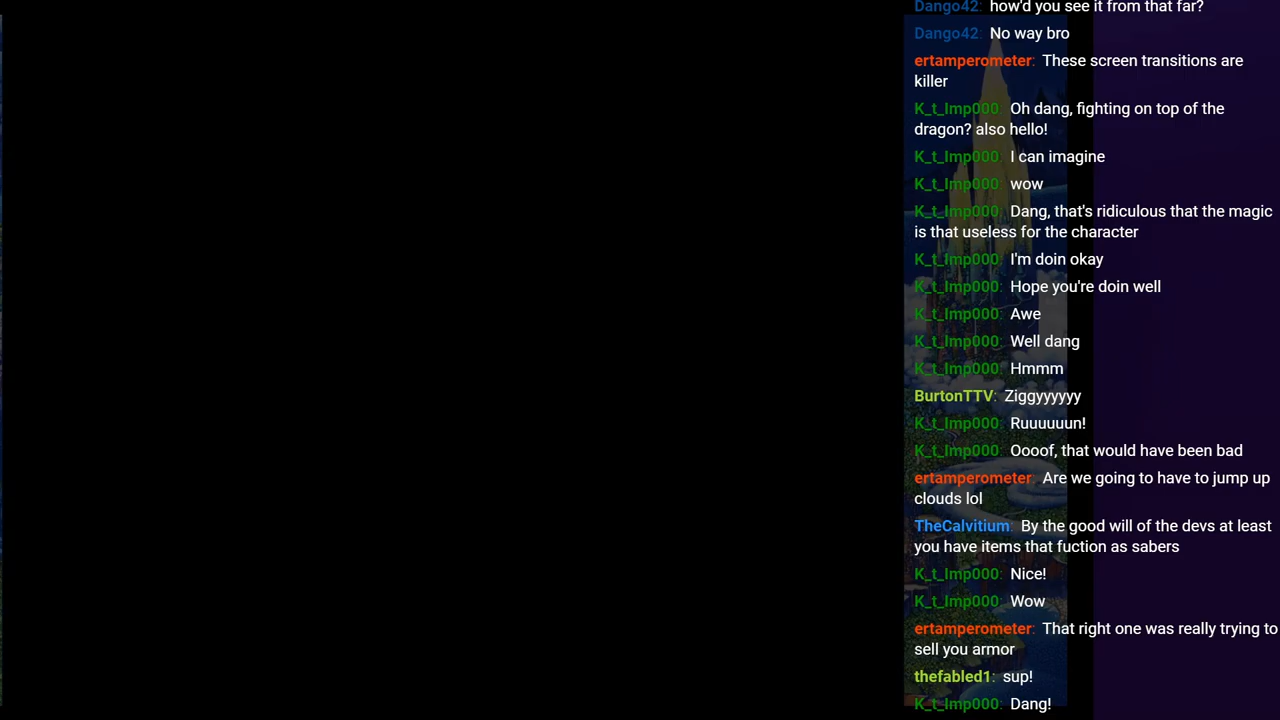 Dango42: how'd you see it from that far?
Dango42: No way bro
ertamperometer: These screen transitions are
killer
K_t_Imp000: Oh dang, fighting on top of the
dragon? also hello!
K_t_Imp000: I can imagine
K_t_Imp000: wow
K_t_Imp000: Dang, that's ridiculous that the magic
is that useless for the character
K_t_Imp000: I'm doin okay
K_t_Imp000: Hope you're doin well
K_t_Imp000: Awe
K_t_Imp000: Well dang
K_t_Imp000: Hmmm
BurtonTTV: Ziggyyyyyy
K_t_Imp000: Ruuuuuun!
K_t_Imp000: Oooof, that would have been bad
ertamperometer: Are we going to have to jump up
clouds lol
TheCalvitium: By the good will of the devs at least
you have items that fuction as sabers
K_t_Imp000: Nice!
K_t_Imp000: Wow
ertamperometer: That right one was really trying to
sell you armor
thefabled1: sup!
K_t_Imp000: Dang!